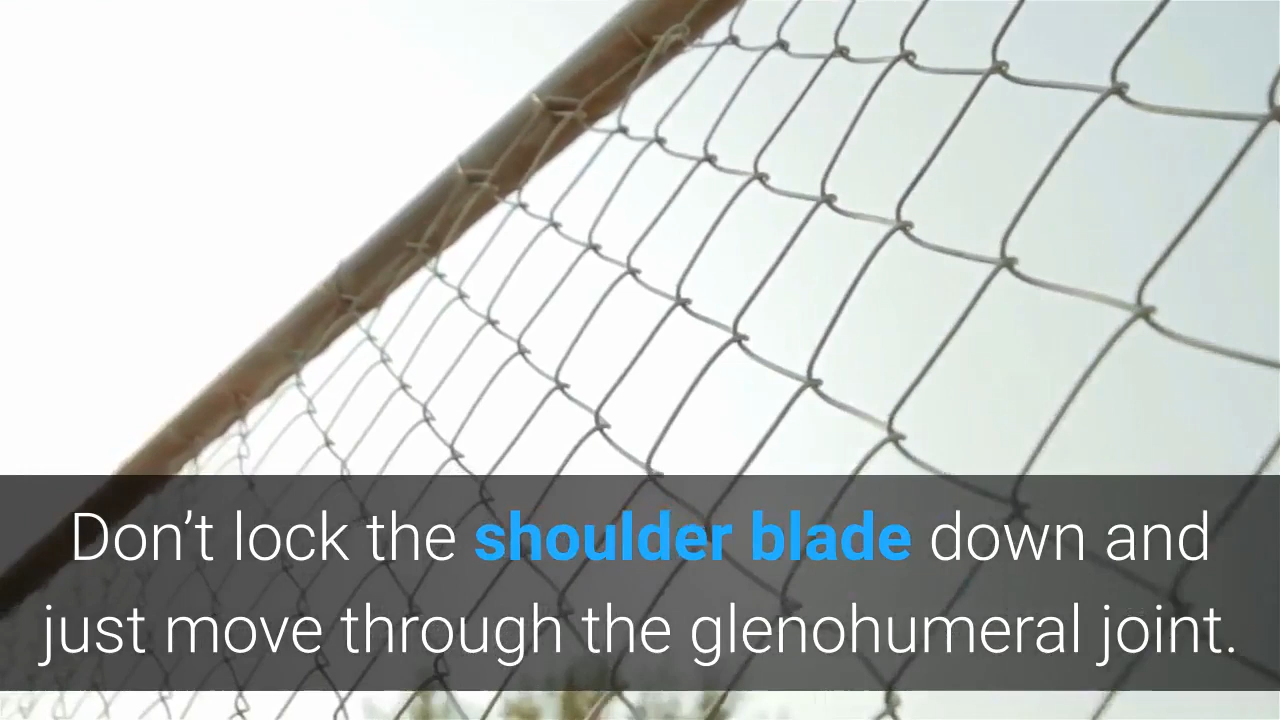 Don’t lock the shoulder blade down and
just move through the glenohumeral joint.